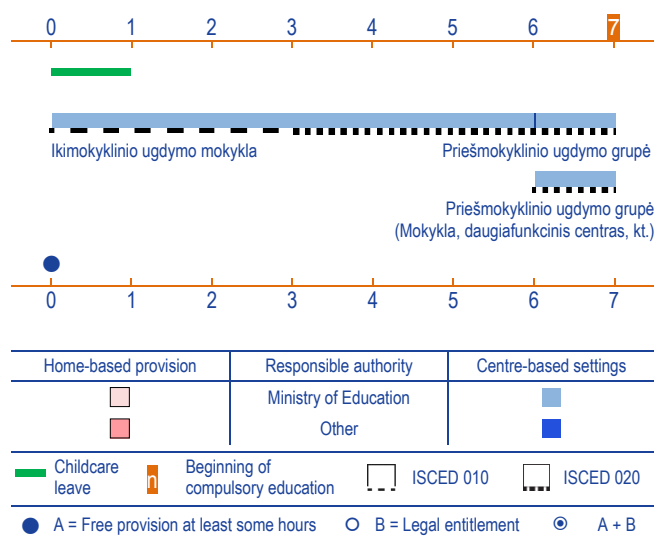 0 1 2 3 4 5 6 7
Ikimokyklinio ugdymo mokykla Priešmokyklinio ugdymo grupė
Priešmokyklinio ugdymo grupė
(Mokykla, daugiafunkcinis centras, kt.)
0 1 2 3 4 5 6 7
Home-based provision Responsible authority Centre-based settings
Ministry of Education
Other
Childcare leave
n Beginning of compulsory education
ISCED 010 ISCED 020
A = Free provision at least some hours B = Legal entitlement A + B